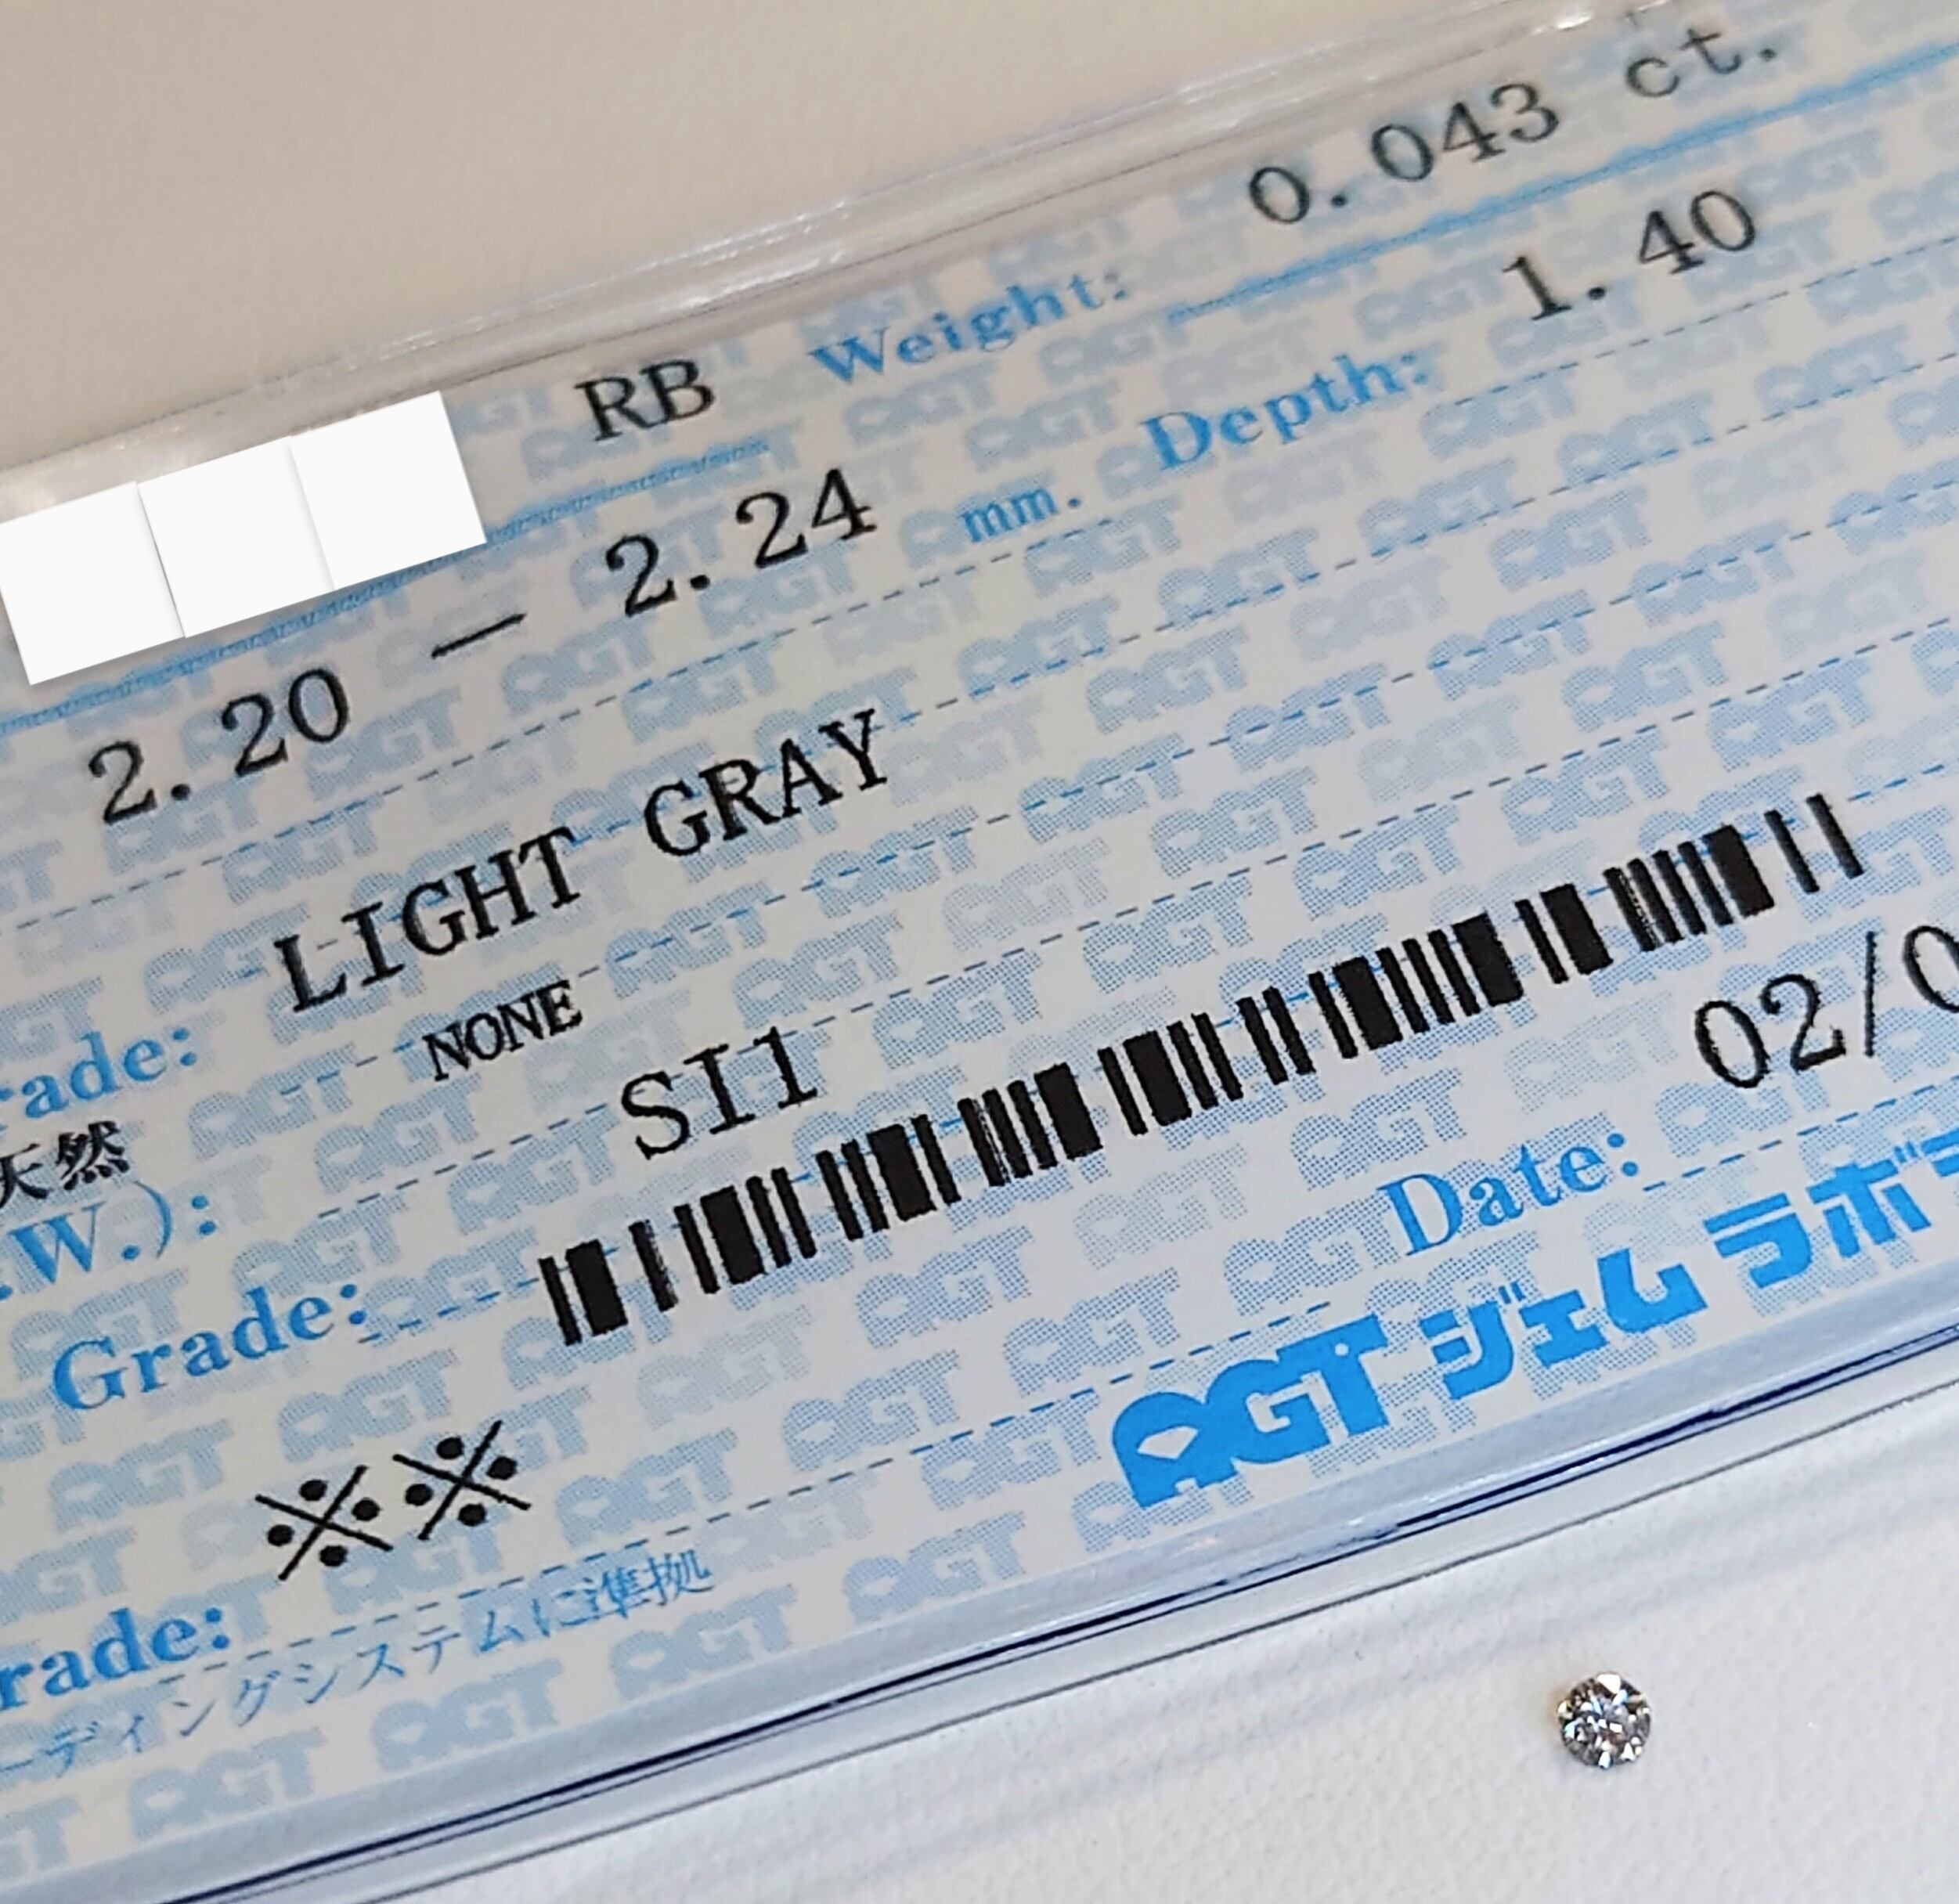 RB Weight: 0.043 ct.
2.20 - 2.24 mm. Depth: 1.40
rade: LIGHT GRAY
天然 NONE
.W.):
Grade: SI1
rade: ※※
Date: 02/0
ーディングシステムに準拠
AGT ジェム ラボラ